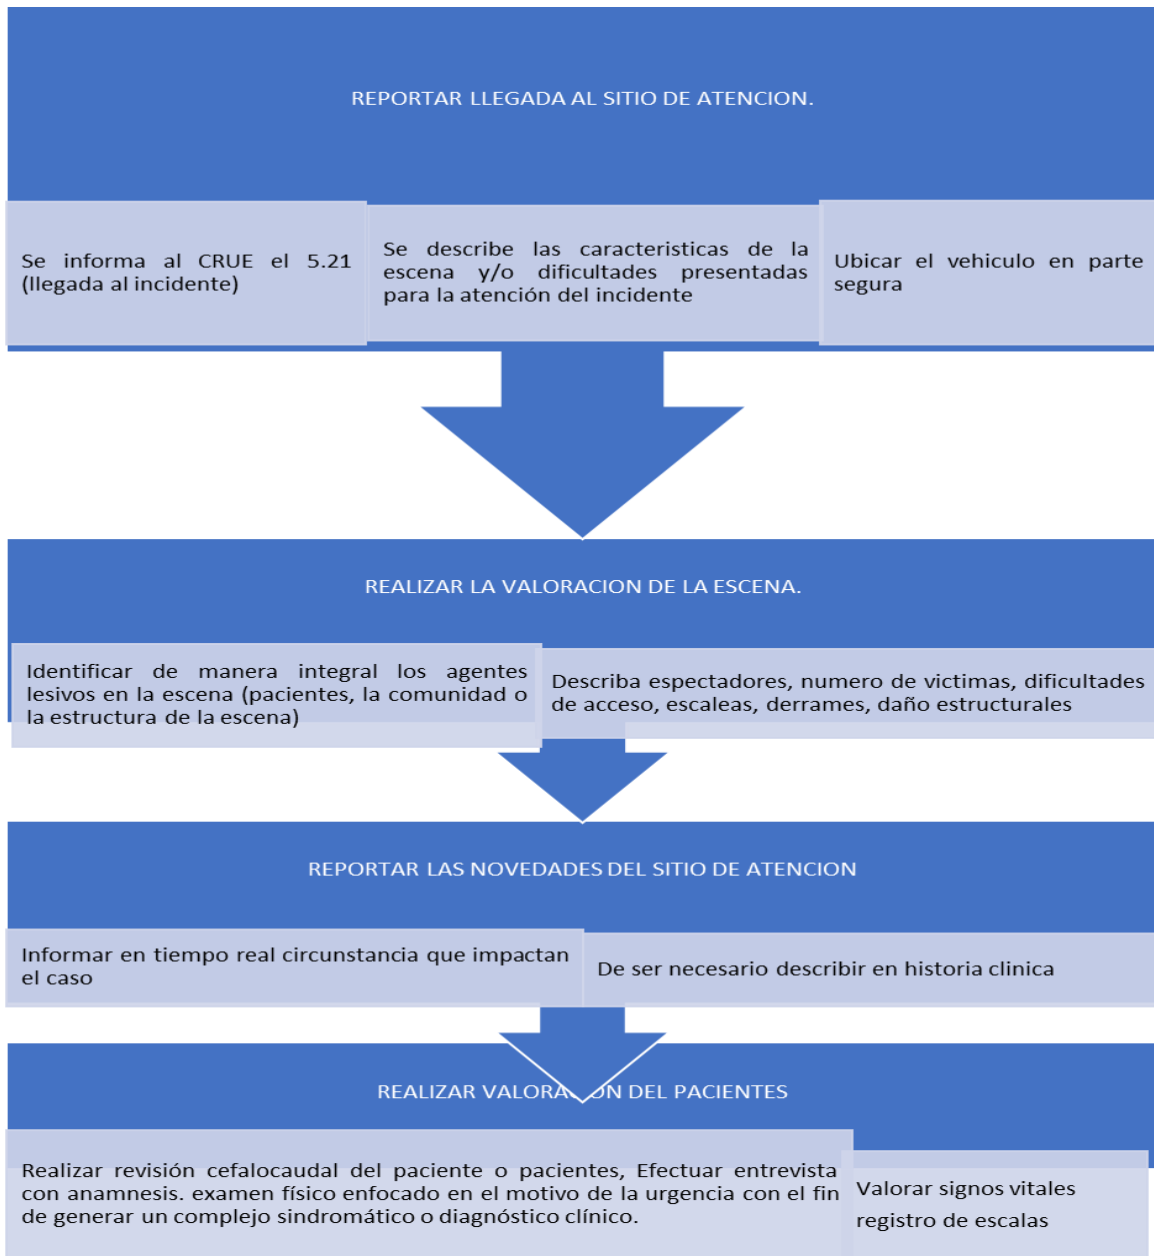 REPORTAR LLEGADA AL SITIO DE ATENCION.
Se informa al CRUE el 5.21
(llegada al incidente)
Se describe las caracteristicas de la
escena y/o dificultades presentadas
para la atención del incidente
Ubicar el vehiculo en parte
segura
REALIZAR LA VALORACION DE LA ESCENA.
Identificar de manera integral los agentes
lesivos en la escena (pacientes, la comunidad o
la estructura de la escena)
Describa espectadores, numero de victimas, dificultades
de acceso, escaleas, derrames, daño estructurales
REPORTAR LAS NOVEDADES DEL SITIO DE ATENCION
Informar en tiempo real circunstancia que impactan
el caso
De ser necesario describir en historia clinica
REALIZAR VALORACION DEL PACIENTES
Realizar revisión cefalocaudal del paciente o pacientes, Efectuar entrevista
con anamnesis. examen físico enfocado en el motivo de la urgencia con el fin
de generar un complejo sindromático o diagnóstico clínico.
Valorar signos vitales
registro de escalas